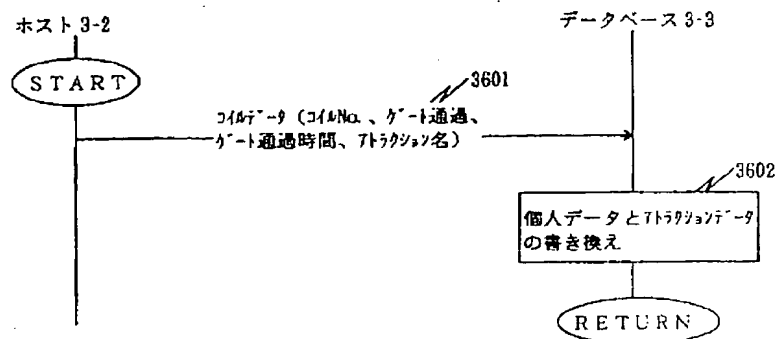 ホスト3-2
データベース3-3
START
3601
コイルデータ (コイルNo.、ゲート通過、
ゲート通過時間、アトラクション名)
3602
個人データとアトラクションデータ
の書き換え
RETURN